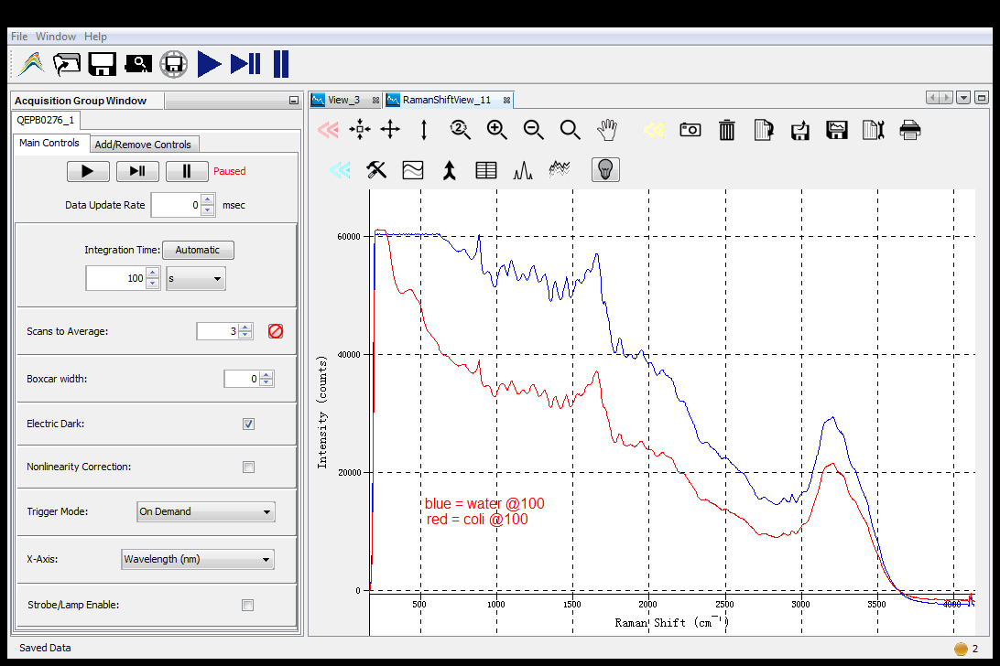 File Window Help
Acquisition Group Window
QEPB0276_1
Main Controls Add/Remove Controls
Paused
Data Update Rate 0 msec
Integration Time: Automatic
100 s
Scans to Average: 3
Boxcar width: 0
Electric Dark:
Nonlinearity Correction:
Trigger Mode: On Demand
X-Axis: Wavelength (nm)
Strobe/Lamp Enable:
View_3 RamanShiftView_11
2
60000
40000
20000
0
Intensity (counts)
blue = water @100
red = coli @100
500 1000 1500 2000 2500 3000 3500 4000
Raman Shift (cm⁻¹)
Saved Data 2